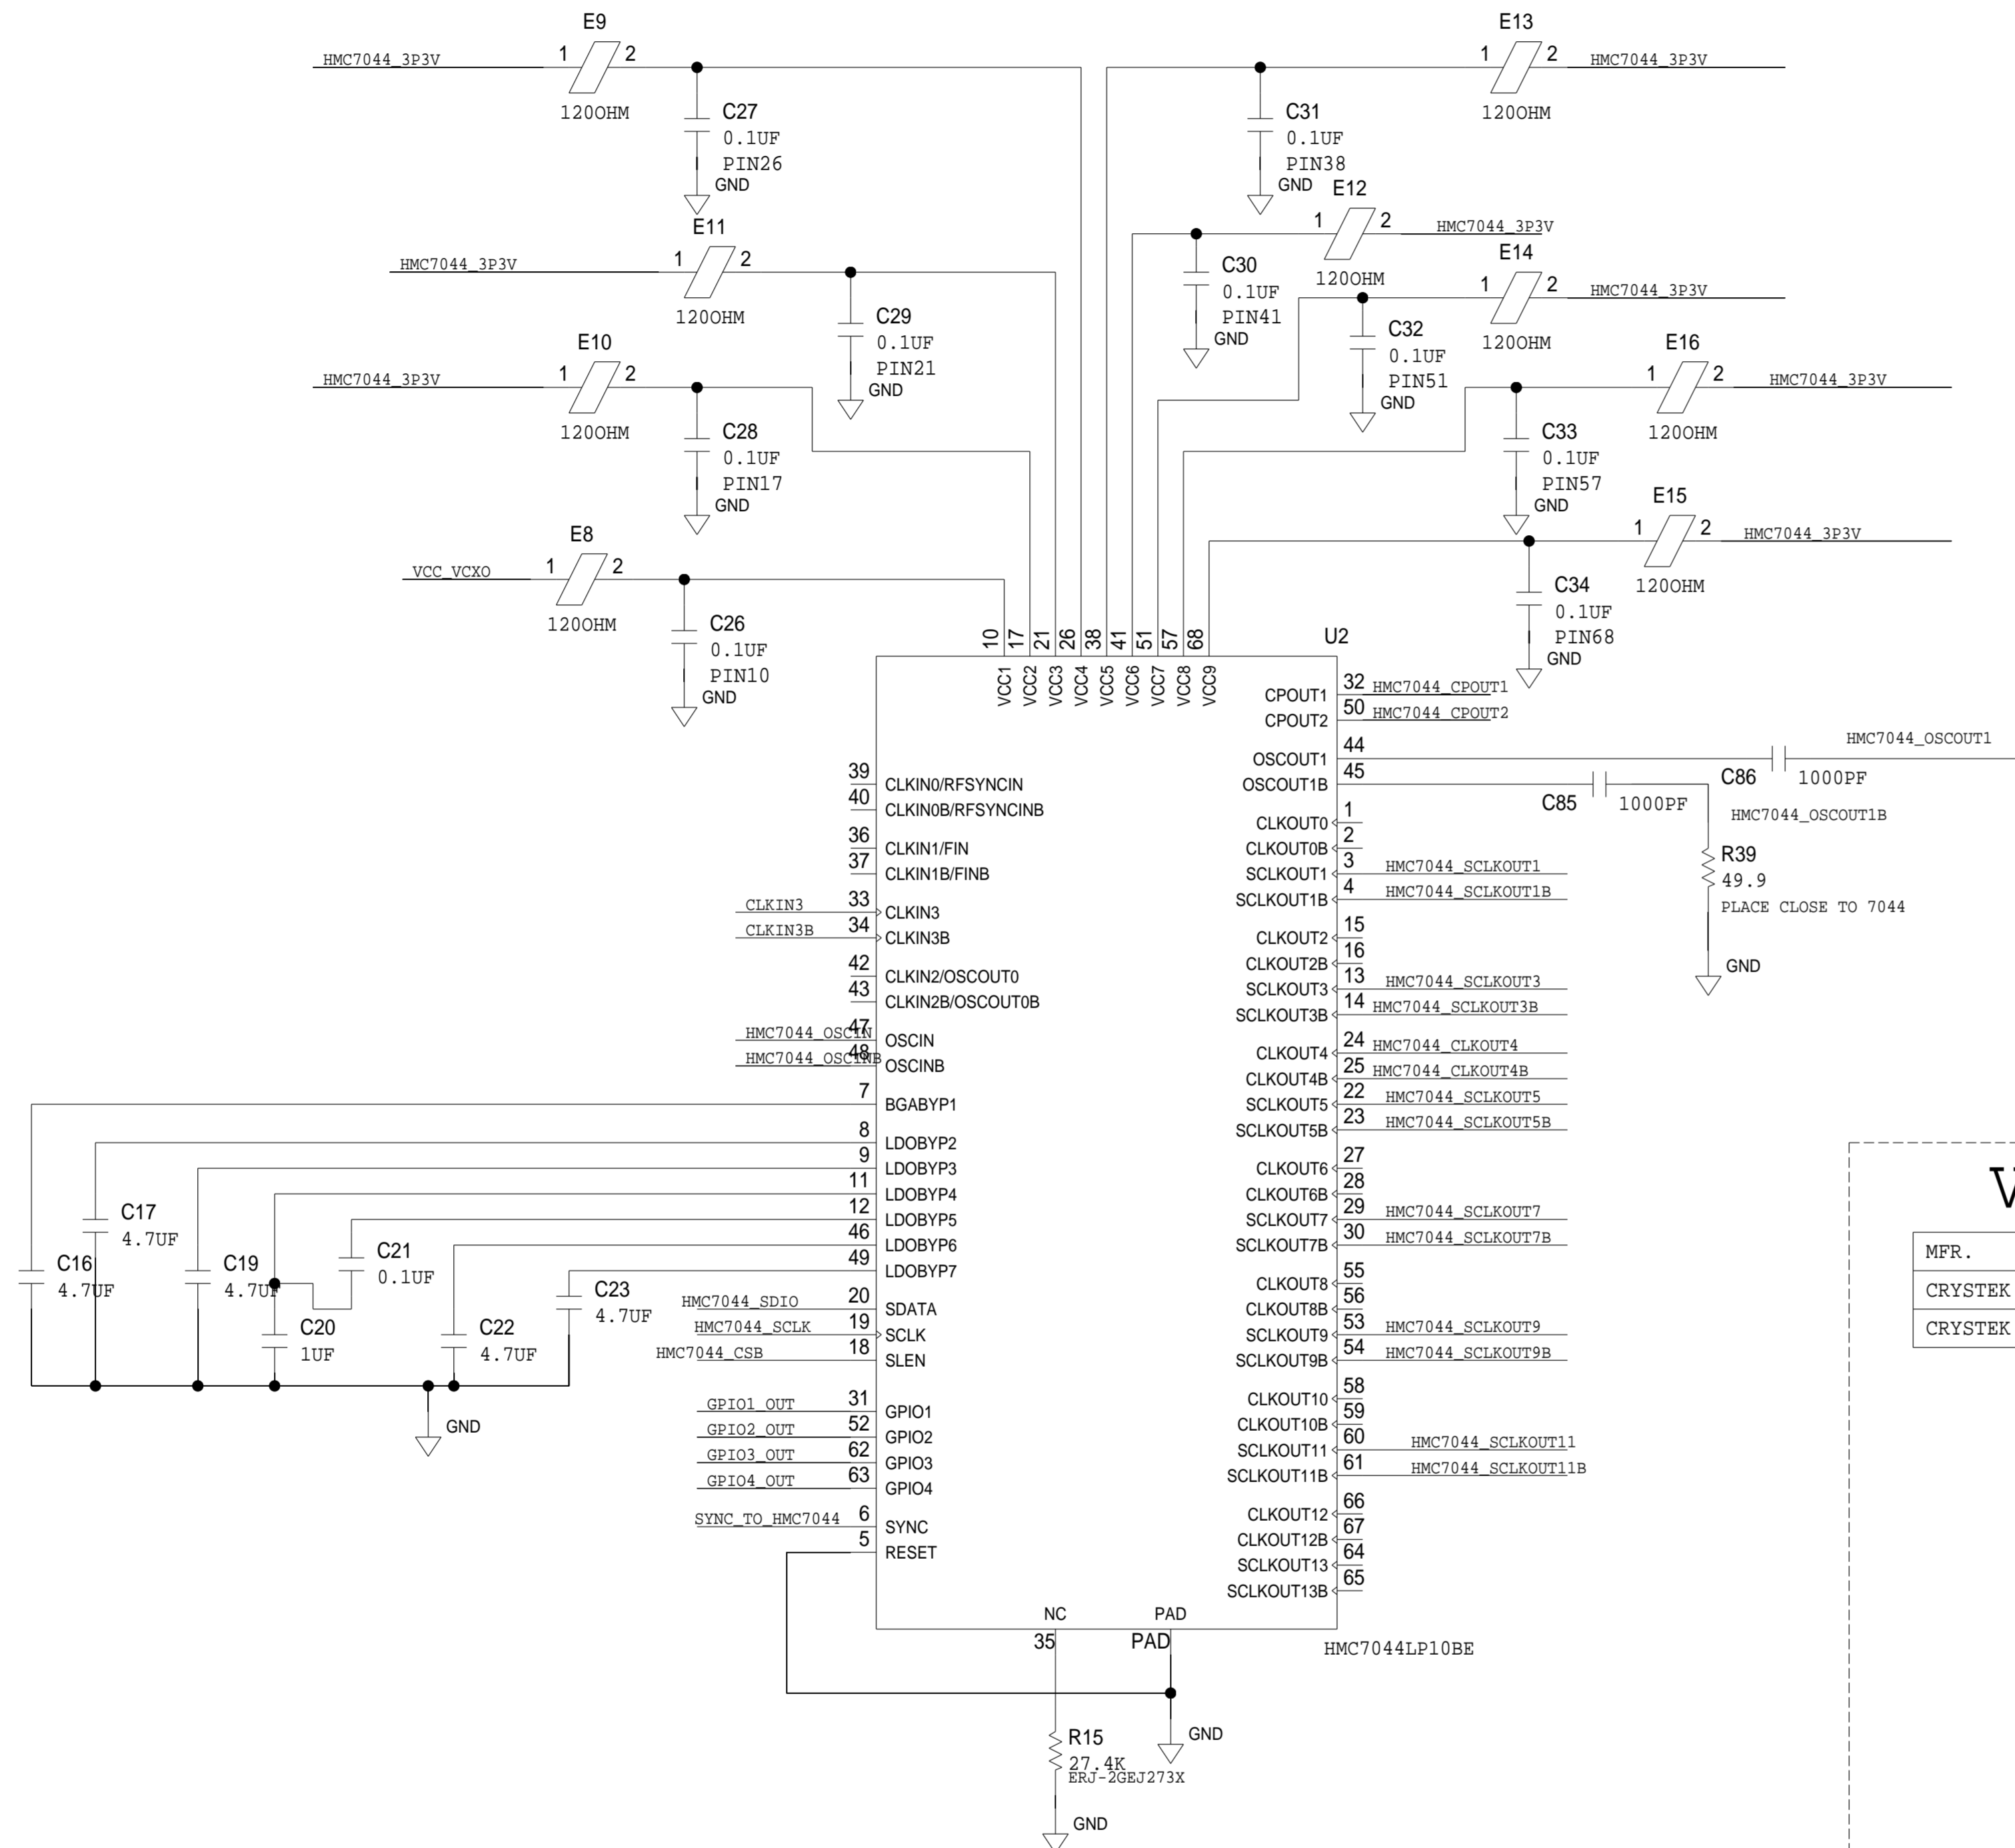 E9
HMC7044_3P3V 1 2
120OHM
C27
0.1UF
PIN26
GND
E13
1 2 HMC7044_3P3V
120OHM
C31
0.1UF
PIN38
GND
E12
1 2 HMC7044_3P3V
120OHM
C30
0.1UF
PIN41
GND
E11
HMC7044_3P3V 1 2
120OHM
C29
0.1UF
PIN21
GND
E14
1 2 HMC7044_3P3V
120OHM
C32
0.1UF
PIN51
GND
E10
HMC7044_3P3V 1 2
120OHM
C28
0.1UF
PIN17
GND
E16
1 2 HMC7044_3P3V
120OHM
C33
0.1UF
PIN57
GND
E8
VCC_VCXO 1 2
120OHM
C26
0.1UF
PIN10
GND
E15
1 2 HMC7044_3P3V
120OHM
C34
0.1UF
PIN68
GND
U2
10 17 21 26 38 41 51 57 68
VCC1 VCC2 VCC3 VCC4 VCC5 VCC6 VCC7 VCC8 VCC9
39 CLKIN0/RFSYNCIN
40 CLKIN0B/RFSYNCINB
36 CLKIN1/FIN
37 CLKIN1B/FINB
CLKIN3 33 CLKIN3
CLKIN3B 34 CLKIN3B
42 CLKIN2/OSCOUT0
43 CLKIN2B/OSCOUT0B
HMC7044_OSCIN 47 OSCIN
HMC7044_OSCINB 48 OSCINB
7 BGABYP1
8 LDOBYP2
9 LDOBYP3
11 LDOBYP4
12 LDOBYP5
46 LDOBYP6
49 LDOBYP7
HMC7044_SDIO 20 SDATA
HMC7044_SCLK 19 SCLK
HMC7044_CSB 18 SLEN
GPIO1_OUT 31 GPIO1
GPIO2_OUT 52 GPIO2
GPIO3_OUT 62 GPIO3
GPIO4_OUT 63 GPIO4
SYNC_TO_HMC7044 6 SYNC
5 RESET
C16
4.7UF
C17
4.7UF
C19
4.7UF
C20
1UF
C21
0.1UF
C22
4.7UF
C23
4.7UF
GND
CPOUT1 32 HMC7044_CPOUT1
CPOUT2 50 HMC7044_CPOUT2
OSCOUT1 44 HMC7044_OSCOUT1
OSCOUT1B 45
C86 1000PF
C85 1000PF
HMC7044_OSCOUT1B
R39
49.9
PLACE CLOSE TO 7044
GND
CLKOUT0 1
CLKOUT0B 2
SCLKOUT1 3 HMC7044_SCLKOUT1
SCLKOUT1B 4 HMC7044_SCLKOUT1B
CLKOUT2 15
CLKOUT2B 16
SCLKOUT3 13 HMC7044_SCLKOUT3
SCLKOUT3B 14 HMC7044_SCLKOUT3B
CLKOUT4 24 HMC7044_CLKOUT4
CLKOUT4B 25 HMC7044_CLKOUT4B
SCLKOUT5 22 HMC7044_SCLKOUT5
SCLKOUT5B 23 HMC7044_SCLKOUT5B
CLKOUT6 27
CLKOUT6B 28
SCLKOUT7 29 HMC7044_SCLKOUT7
SCLKOUT7B 30 HMC7044_SCLKOUT7B
CLKOUT8 55
CLKOUT8B 56
SCLKOUT9 53 HMC7044_SCLKOUT9
SCLKOUT9B 54 HMC7044_SCLKOUT9B
CLKOUT10 58
CLKOUT10B 59
SCLKOUT11 60 HMC7044_SCLKOUT11
SCLKOUT11B 61 HMC7044_SCLKOUT11B
CLKOUT12 66
CLKOUT12B 67
SCLKOUT13 64
SCLKOUT13B 65
NC PAD
35 PAD
HMC7044LP10BE
GND
R15
27.4K
ERJ-2GEJ273X
GND
V
MFR.
CRYSTEK
CRYSTEK